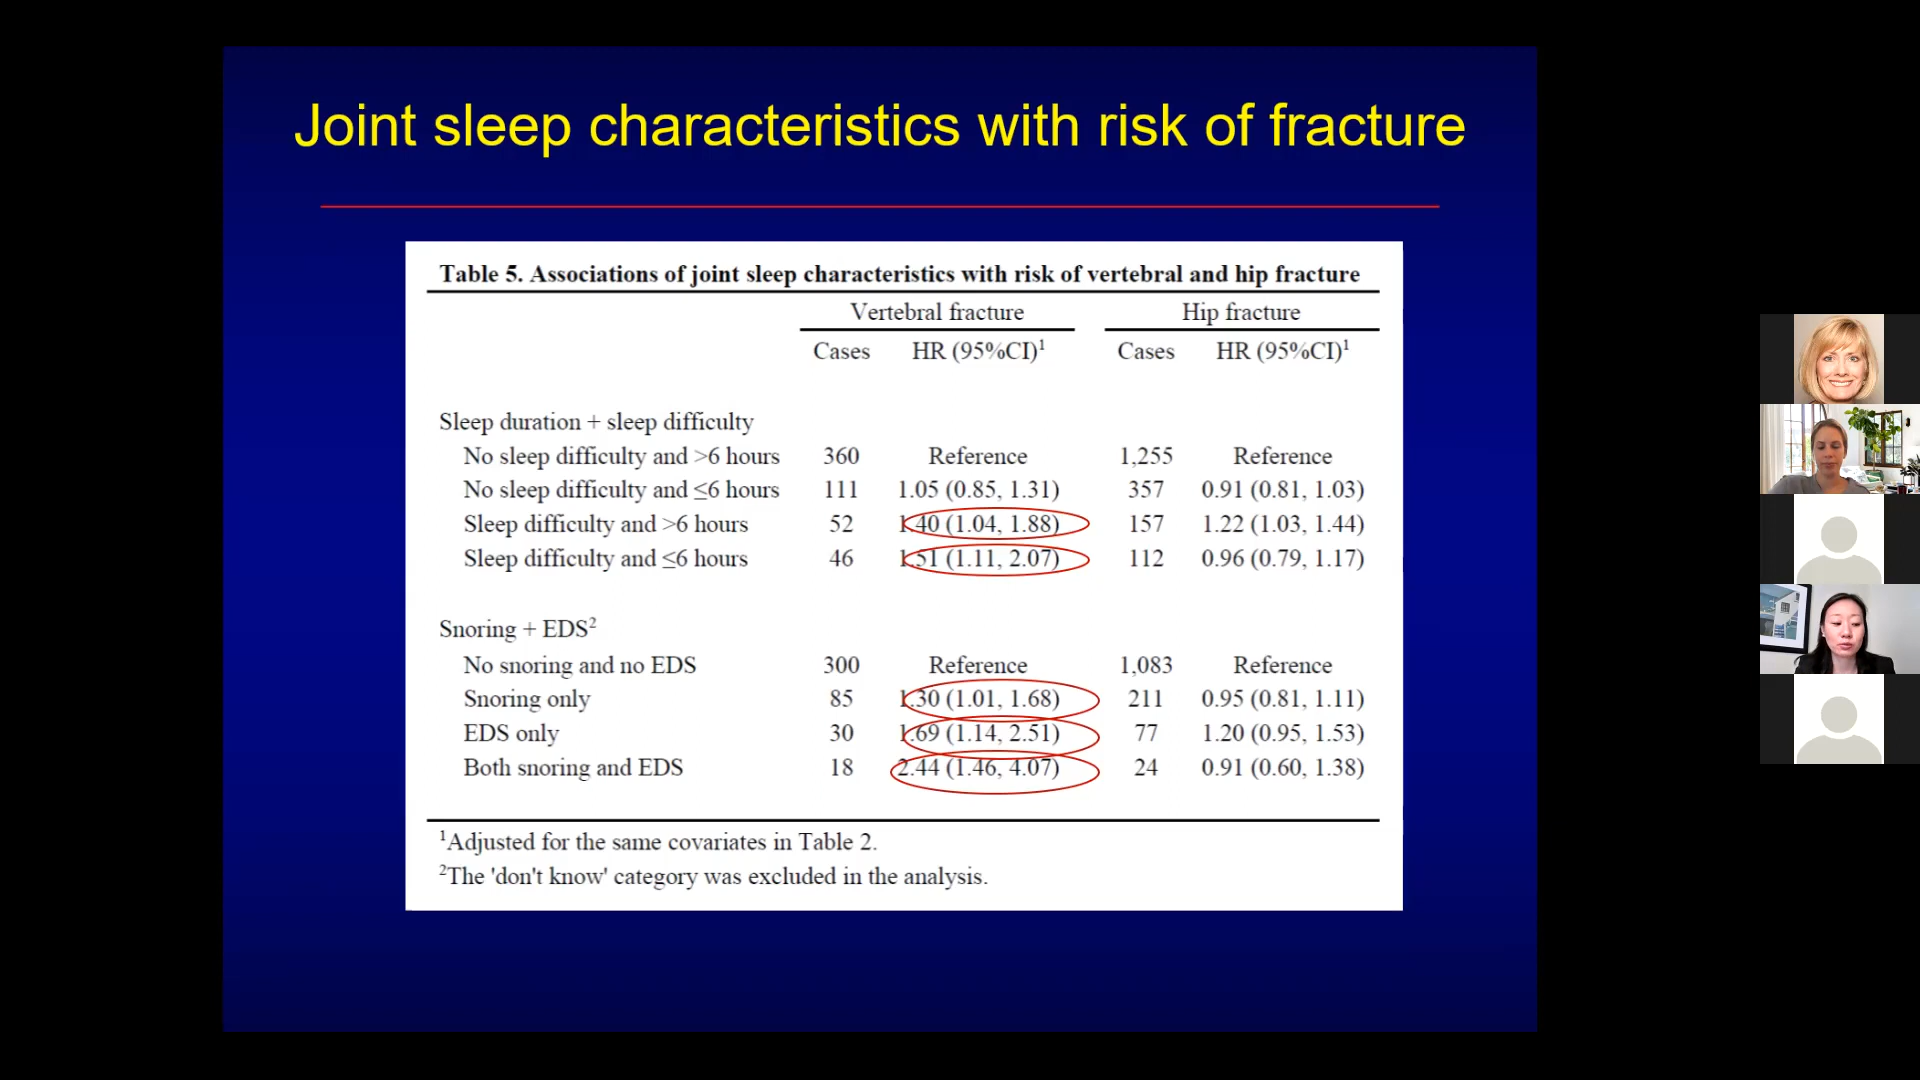 Joint sleep characteristics with risk of fracture
Table 5. Associations of joint sleep characteristics with risk of vertebral and hip fracture
Vertebral fracture Hip fracture
Cases HR (95%CI)¹ Cases HR (95%CI)¹
Sleep duration + sleep difficulty
No sleep difficulty and >6 hours 360 Reference 1,255 Reference
No sleep difficulty and ≤6 hours 111 1.05 (0.85, 1.31) 357 0.91 (0.81, 1.03)
Sleep difficulty and >6 hours 52 1.40 (1.04, 1.88) 157 1.22 (1.03, 1.44)
Sleep difficulty and ≤6 hours 46 1.51 (1.11, 2.07) 112 0.96 (0.79, 1.17)
Snoring + EDS²
No snoring and no EDS 300 Reference 1,083 Reference
Snoring only 85 1.30 (1.01, 1.68) 211 0.95 (0.81, 1.11)
EDS only 30 1.69 (1.14, 2.51) 77 1.20 (0.95, 1.53)
Both snoring and EDS 18 2.44 (1.46, 4.07) 24 0.91 (0.60, 1.38)
¹Adjusted for the same covariates in Table 2.
²The 'don't know' category was excluded in the analysis.